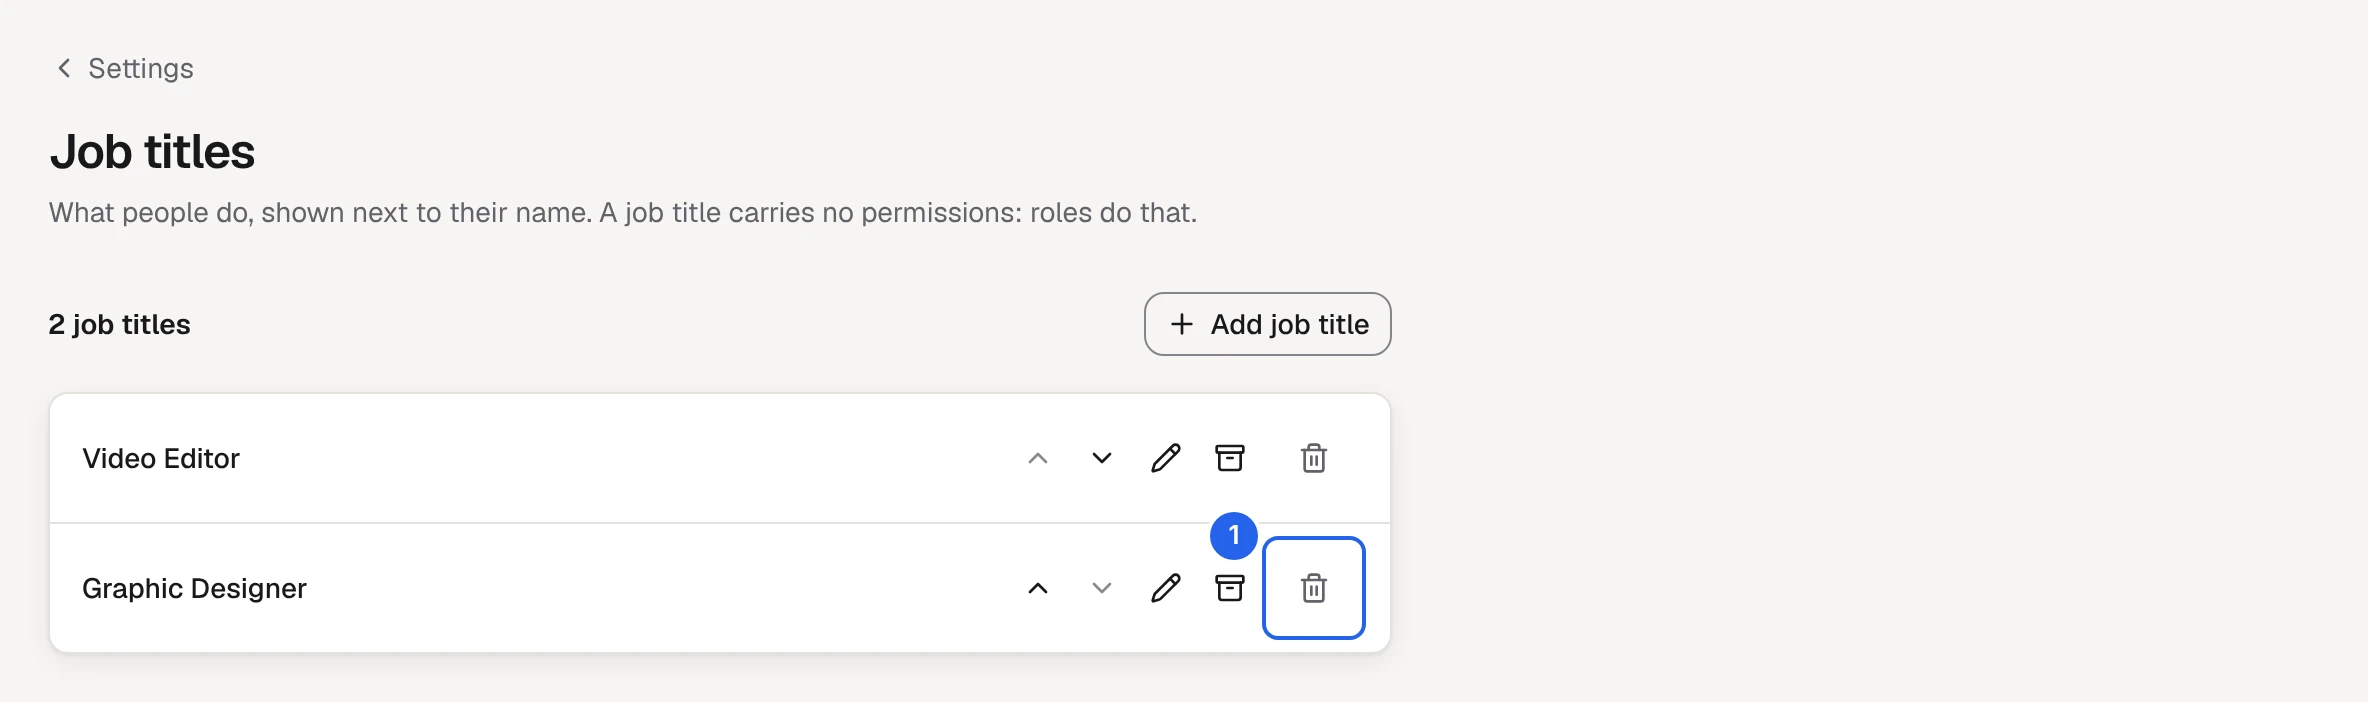 Settings
Job titles
What people do, shown next to their name. A job title carries no permissions: roles do that.
2 job titles
Add job title
Video Editor
1
Graphic Designer